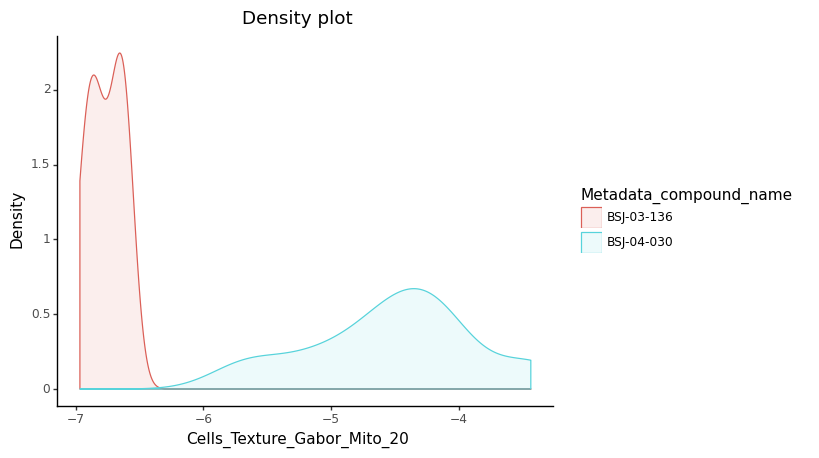 Density plot
2
1.5
1
0.5
0
Density
−7
−6
−5
−4
Cells_Texture_Gabor_Mito_20
Metadata_compound_name
BSJ-03-136
BSJ-04-030